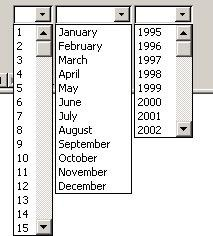 1 January 1995
2 February 1996
3 March 1997
4 April 1998
5 May 1999
6 June 2000
7 July 2001
8 August 2002
9 September
10 October
11 November
12 December
13
14
15